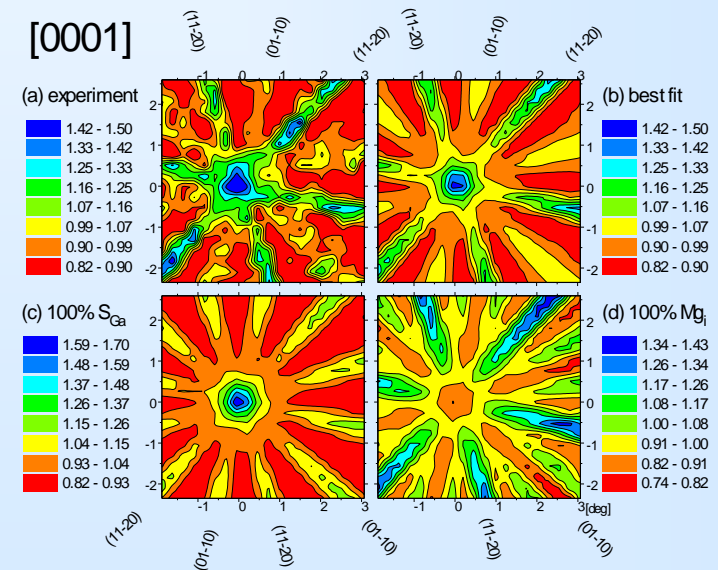 [0001]
(11-20)
(01-10)
(11-20)
(11-20)
(01-10)
(11-20)
-1 0 1 2 3
-1 0 1 2 3
(a) experiment
1.42 - 1.50
1.33 - 1.42
1.25 - 1.33
1.16 - 1.25
1.07 - 1.16
0.99 - 1.07
0.90 - 0.99
0.82 - 0.90
2
1
0
-1
-2
2
1
0
-1
-2
(b) best fit
1.42 - 1.50
1.33 - 1.42
1.25 - 1.33
1.16 - 1.25
1.07 - 1.16
0.99 - 1.07
0.90 - 0.99
0.82 - 0.90
(c) 100% SGa
1.59 - 1.70
1.48 - 1.59
1.37 - 1.48
1.26 - 1.37
1.15 - 1.26
1.04 - 1.15
0.93 - 1.04
0.82 - 0.93
2
1
0
-1
-2
2
1
0
-1
-2
(d) 100% Mgi
1.34 - 1.43
1.26 - 1.34
1.17 - 1.26
1.08 - 1.17
1.00 - 1.08
0.91 - 1.00
0.82 - 0.91
0.74 - 0.82
-1 0 1 2 3
-1 0 1 2 3[deg]
(11-20)
(01-10)
(11-20)
(01-10)
(11-20)
(01-10)